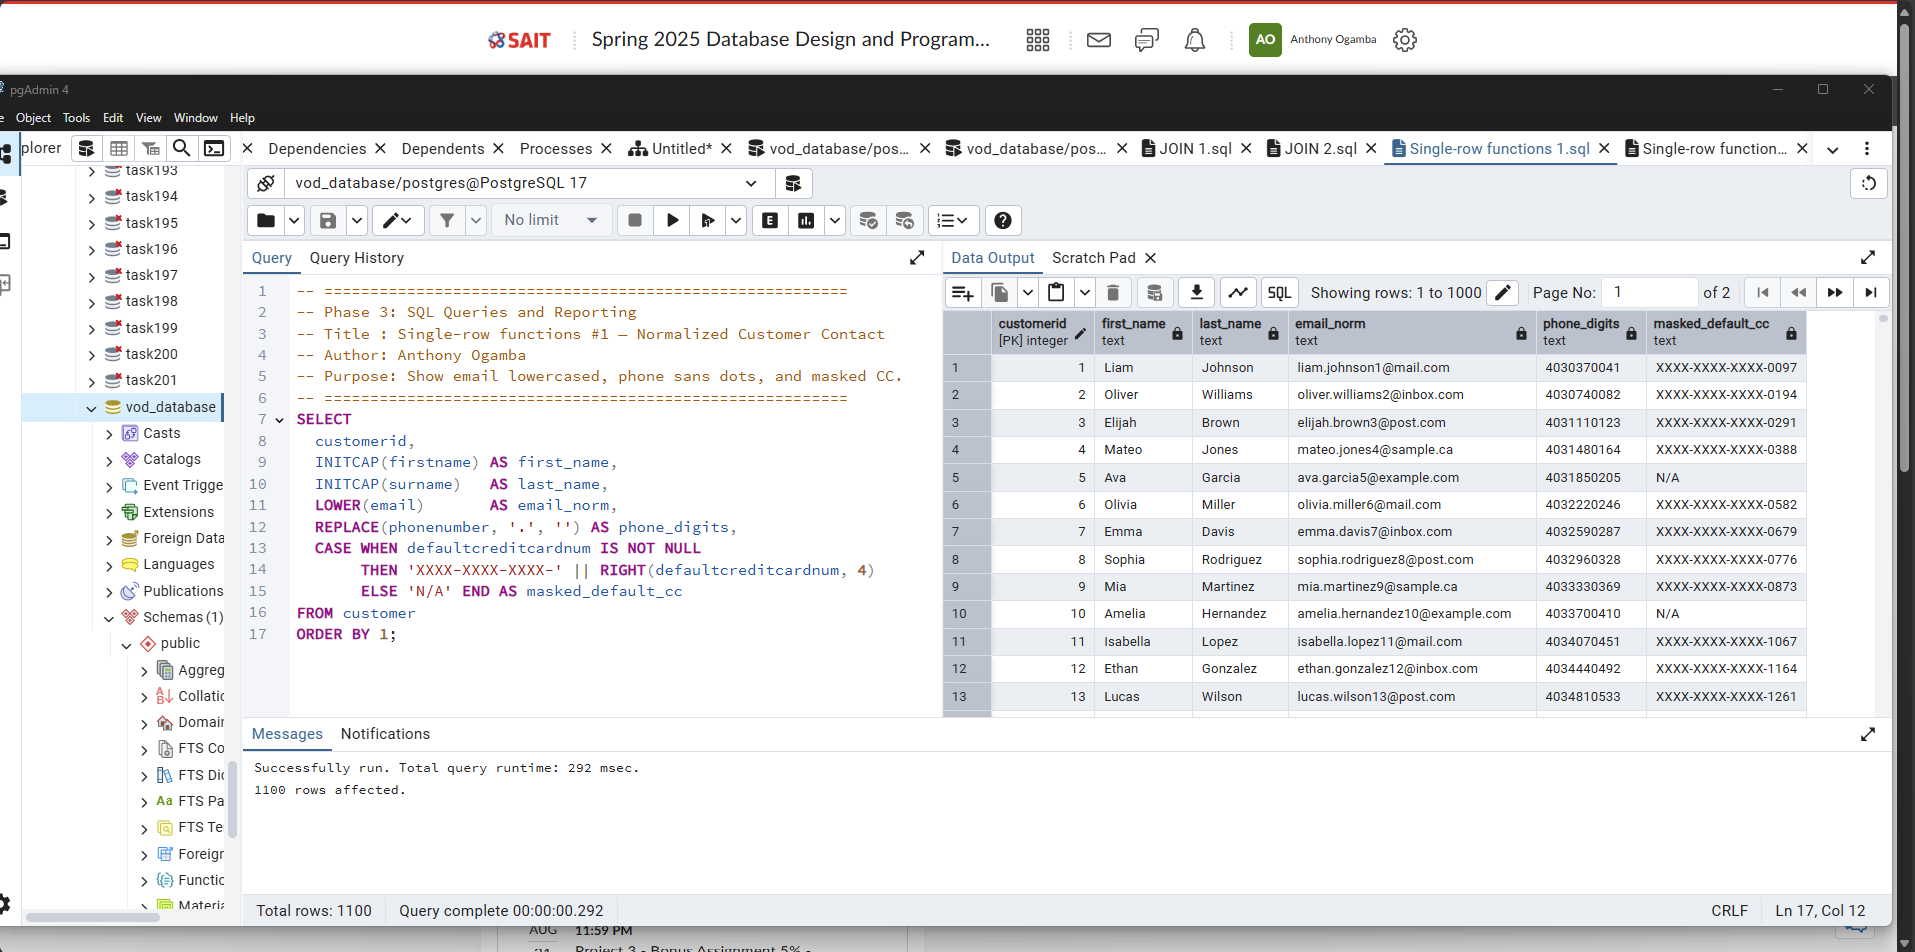 SAIT
Spring 2025 Database Design and Program...
AO
Anthony Ogamba
pgAdmin 4
Object Tools Edit View Window Help
plorer
Dependencies
Dependents
Processes
Untitled*
vod_database/pos...
vod_database/pos...
JOIN 1.sql
JOIN 2.sql
Single-row functions 1.sql
Single-row function...
task193
task194
task195
task196
task197
task198
task199
task200
task201
vod_database
Casts
Catalogs
Event Trigge
Extensions
Foreign Data
Languages
Publications
Schemas (1)
public
Aggreg
Collatio
Domain
FTS Co
FTS Dic
Aa FTS Pa
FTS Te
Foreign
Functio
Materia
vod_database/postgres@PostgreSQL 17
No limit
E
Query Query History
1 -- =========================================================
2 -- Phase 3: SQL Queries and Reporting
3 -- Title : Single-row functions #1 — Normalized Customer Contact
4 -- Author: Anthony Ogamba
5 -- Purpose: Show email lowercased, phone sans dots, and masked CC.
6 -- =========================================================
7 SELECT
8 customerid,
9 INITCAP(firstname) AS first_name,
10 INITCAP(surname) AS last_name,
11 LOWER(email) AS email_norm,
12 REPLACE(phonenumber, '.', '') AS phone_digits,
13 CASE WHEN defaultcreditcardnum IS NOT NULL
14 THEN 'XXXX-XXXX-XXXX-' || RIGHT(defaultcreditcardnum, 4)
15 ELSE 'N/A' END AS masked_default_cc
16 FROM customer
17 ORDER BY 1;
Data Output Scratch Pad
SQL
Showing rows: 1 to 1000
Page No: 1 of 2
customerid first_name last_name email_norm phone_digits masked_default_cc
[PK] integer text text text text text
1 1 Liam Johnson liam.johnson1@mail.com 4030370041 XXXX-XXXX-XXXX-0097
2 2 Oliver Williams oliver.williams2@inbox.com 4030740082 XXXX-XXXX-XXXX-0194
3 3 Elijah Brown elijah.brown3@post.com 4031110123 XXXX-XXXX-XXXX-0291
4 4 Mateo Jones mateo.jones4@sample.ca 4031480164 XXXX-XXXX-XXXX-0388
5 5 Ava Garcia ava.garcia5@example.com 4031850205 N/A
6 6 Olivia Miller olivia.miller6@mail.com 4032220246 XXXX-XXXX-XXXX-0582
7 7 Emma Davis emma.davis7@inbox.com 4032590287 XXXX-XXXX-XXXX-0679
8 8 Sophia Rodriguez sophia.rodriguez8@post.com 4032960328 XXXX-XXXX-XXXX-0776
9 9 Mia Martinez mia.martinez9@sample.ca 4033330369 XXXX-XXXX-XXXX-0873
10 10 Amelia Hernandez amelia.hernandez10@example.com 4033700410 N/A
11 11 Isabella Lopez isabella.lopez11@mail.com 4034070451 XXXX-XXXX-XXXX-1067
12 12 Ethan Gonzalez ethan.gonzalez12@inbox.com 4034440492 XXXX-XXXX-XXXX-1164
13 13 Lucas Wilson lucas.wilson13@post.com 4034810533 XXXX-XXXX-XXXX-1261
Messages Notifications
Successfully run. Total query runtime: 292 msec.
1100 rows affected.
Total rows: 1100
Query complete 00:00:00.292
CRLF
Ln 17, Col 12
AUG 11:59 PM
Project 3 - Bonus Assignment 5% -